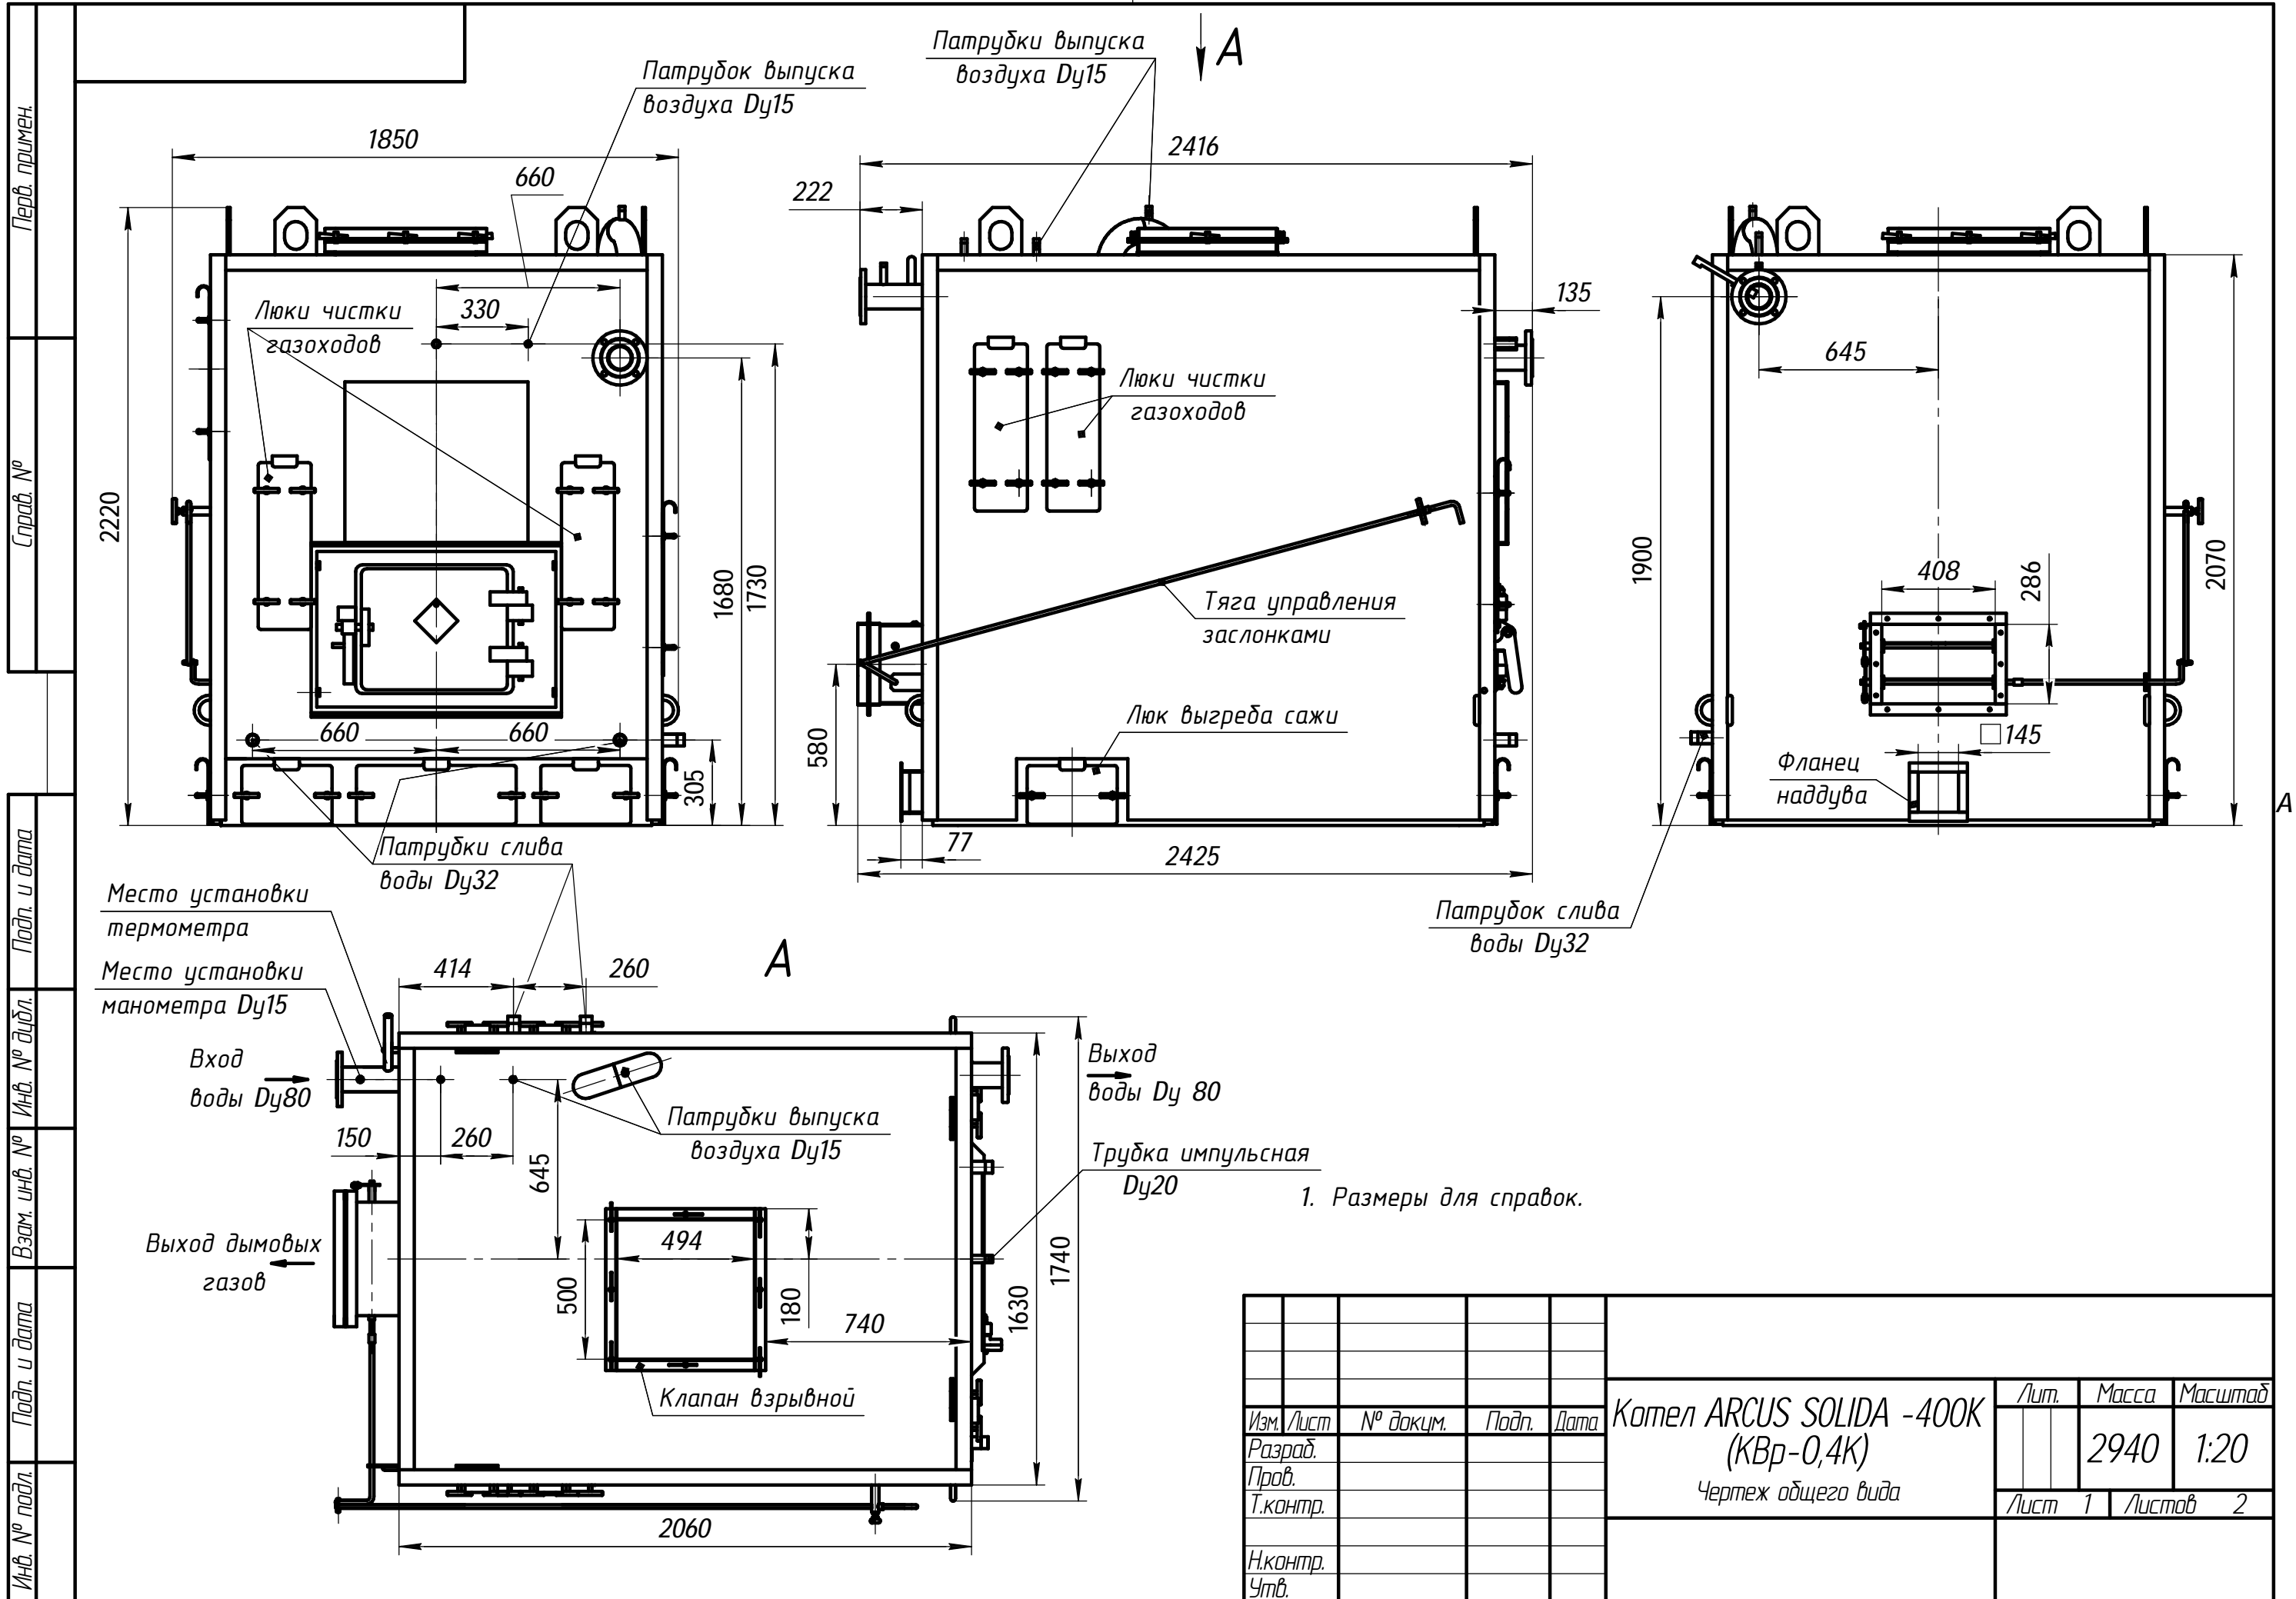 Перв. примен.
Справ. №
Подп. и дата
Инв. № дубл.
Взам. инв. №
Подп. и дата
Инв. № подл.
А
Патрубок выпуска
воздуха Dy15
Патрубки выпуска
воздуха Dy15
1850
660
330
Люки чистки
газоходов
2220
1680
1730
660
660
305
Патрубки слива
воды Dy32
2416
222
135
Люки чистки
газоходов
Тяга управления
заслонками
Люк выгреба сажи
580
77
2425
645
1900
2070
408
286
□145
Фланец
наддува
Патрубок слива
воды Dy32
А
А
Место установки
термометра
Место установки
манометра Dy15
414
260
Вход
воды Dy80
Выход
воды Dy 80
150
260
645
Патрубки выпуска
воздуха Dy15
Трубка импульсная
Dy20
Выход дымовых
газов
494
500
180
740
1630
1740
Клапан взрывной
2060
1. Размеры для справок.
Изм. Лист № докум. Подп. Дата
Разраб.
Пров.
Т.контр.
Н.контр.
Утв.
Котел ARCUS SOLIDA -400К
(КВр-0,4К)
Чертеж общего вида
Лит. Масса Масштаб
2940 1:20
Лист 1 Листов 2